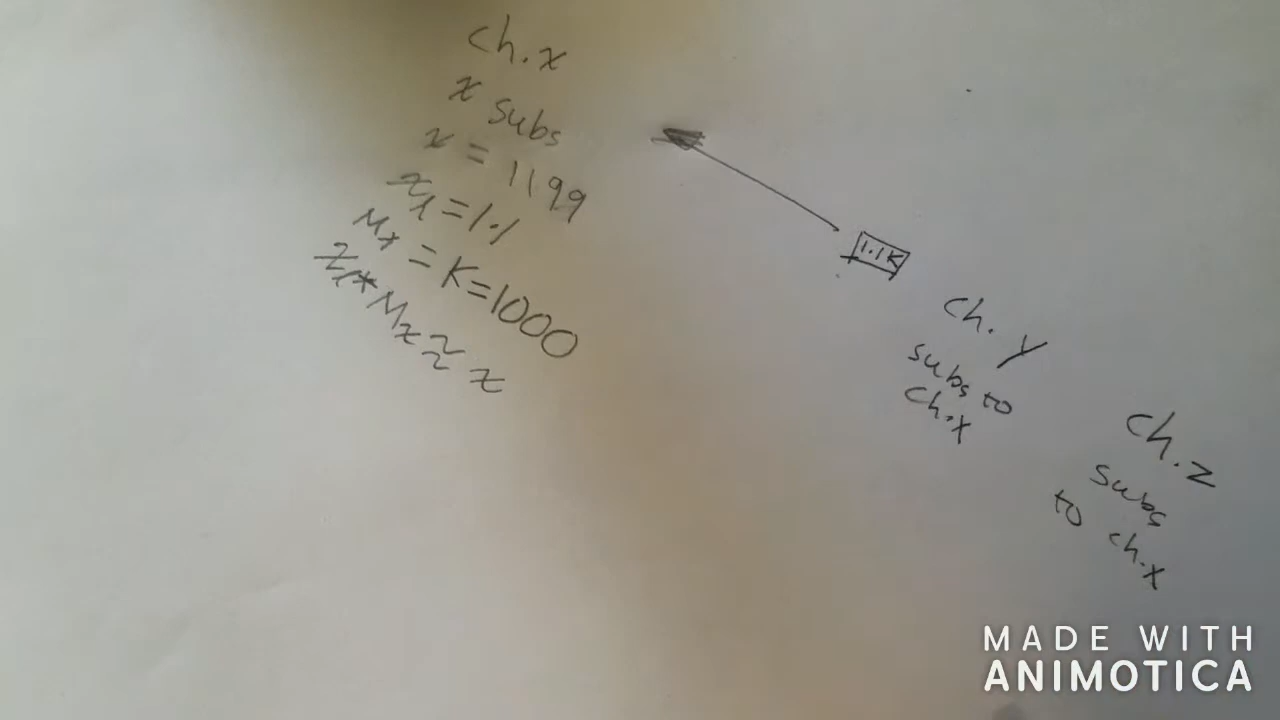 ch.x
x subs
x = 1199
x1 = 1.1
Mx = K = 1000
x1*Mx ≈ x
1.1K
ch. y
subs to
ch.x
ch.z
subs
to ch.x
MADE WITH
ANIMOTICA